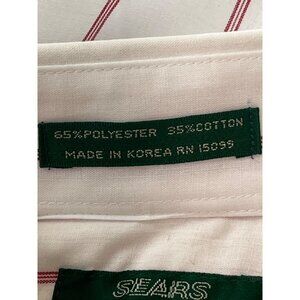 65% POLYESTER 35% COTTON
MADE IN KOREA RN 15099
SEARS